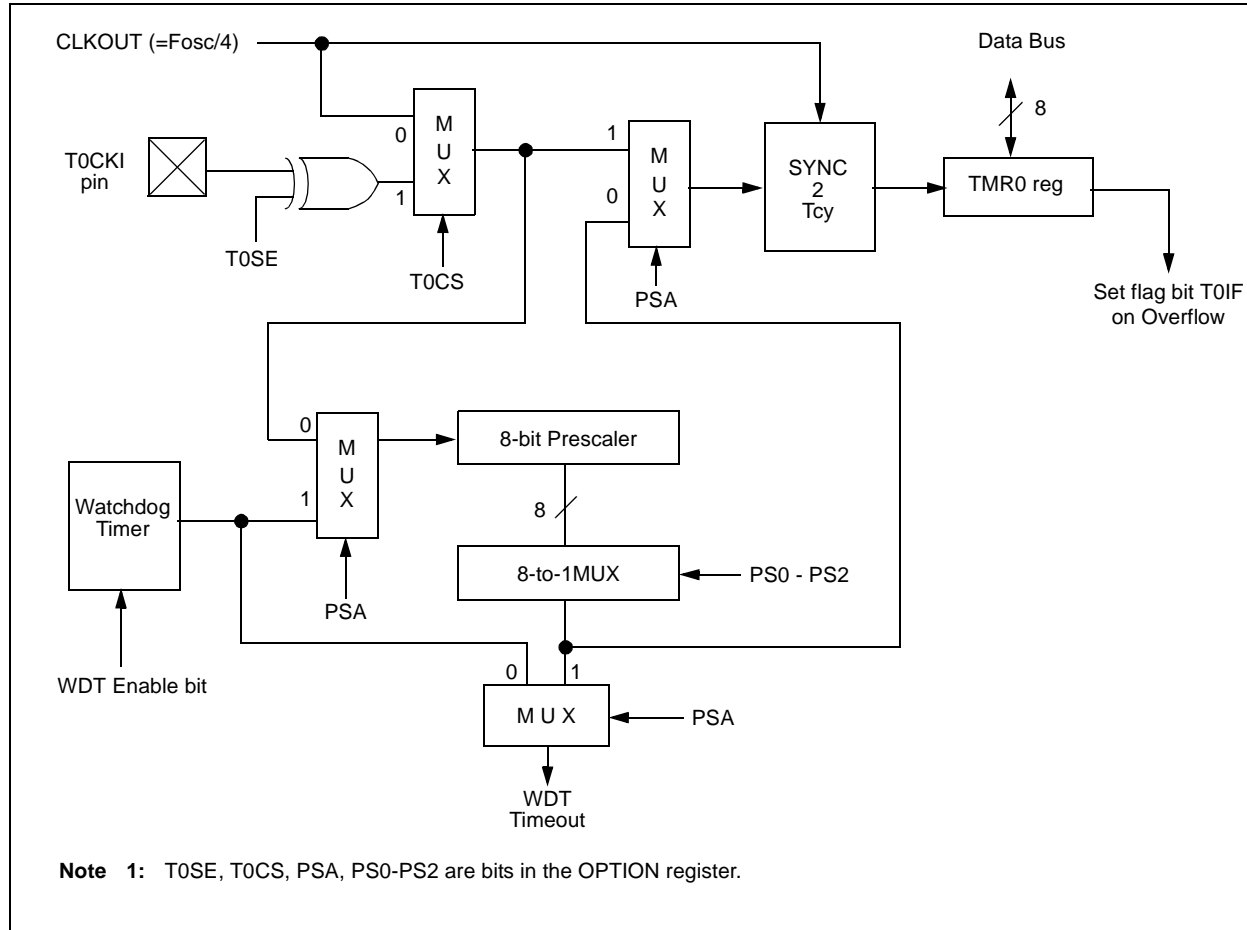 CLKOUT (=Fosc/4)
Data Bus
8
0
M
U
X
T0CKI
pin
1
T0SE
T0CS
1
M
U
X
0
PSA
SYNC
2
Tcy
TMR0 reg
Set flag bit T0IF
on Overflow
0
M
U
X
1
8-bit Prescaler
Watchdog
Timer
8
8-to-1MUX
PS0 - PS2
PSA
WDT Enable bit
0
1
M U X
PSA
WDT
Timeout
Note 1: T0SE, T0CS, PSA, PS0-PS2 are bits in the OPTION register.